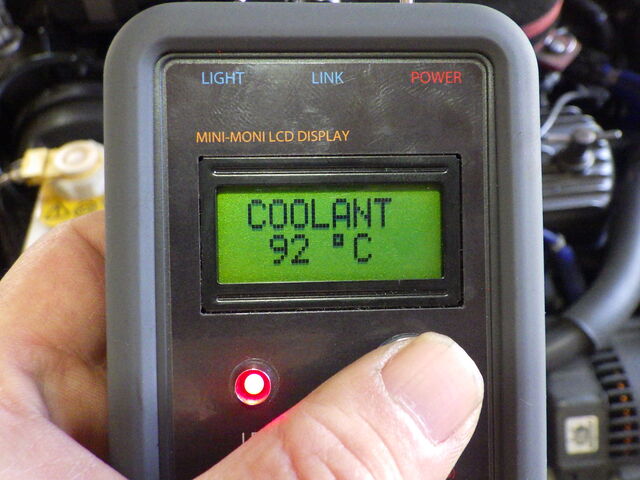 LIGHT LINK POWER
MINI-MONI LCD DISPLAY
COOLANT
92 °C